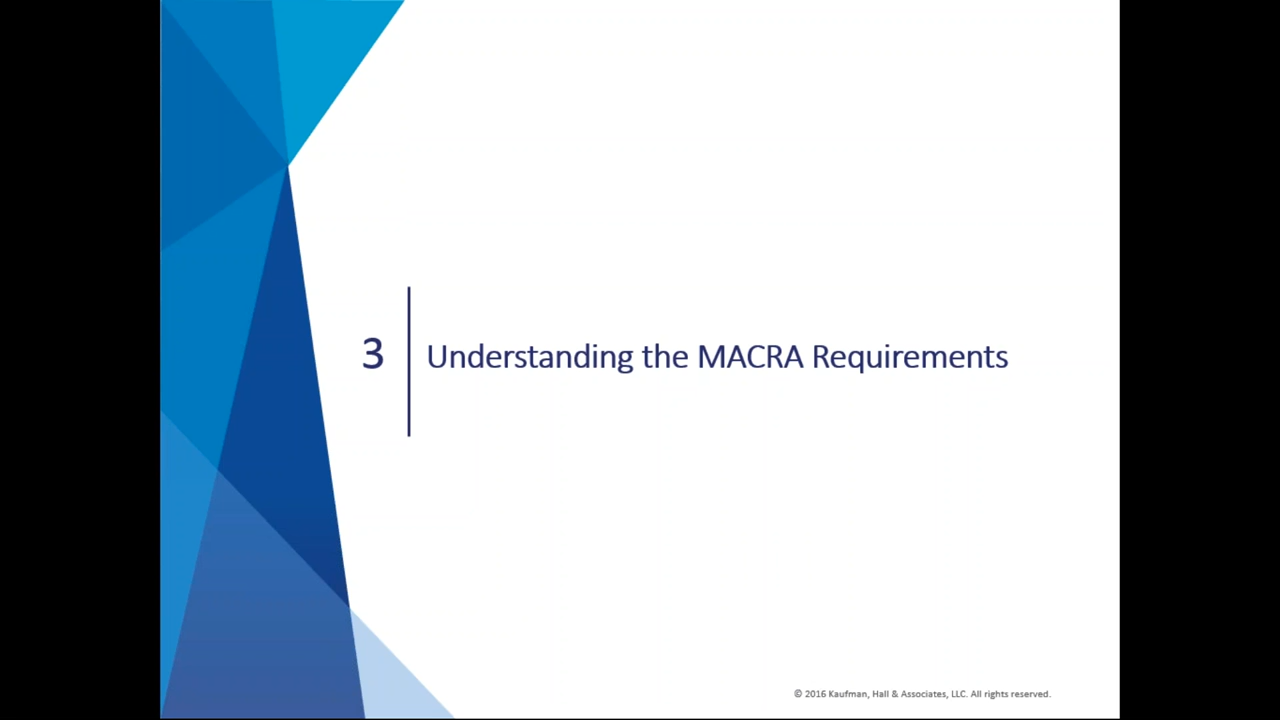 3
Understanding the MACRA Requirements
© 2016 Kaufman, Hall & Associates, LLC. All rights reserved.